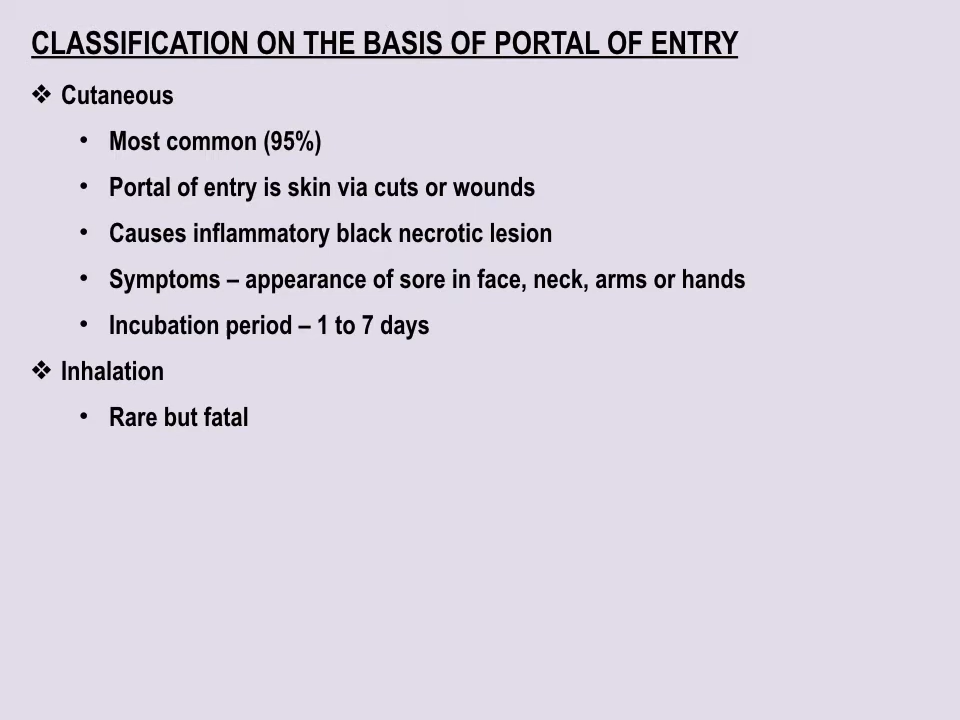 CLASSIFICATION ON THE BASIS OF PORTAL OF ENTRY
❖ Cutaneous
• Most common (95%)
• Portal of entry is skin via cuts or wounds
• Causes inflammatory black necrotic lesion
• Symptoms – appearance of sore in face, neck, arms or hands
• Incubation period – 1 to 7 days
❖ Inhalation
• Rare but fatal